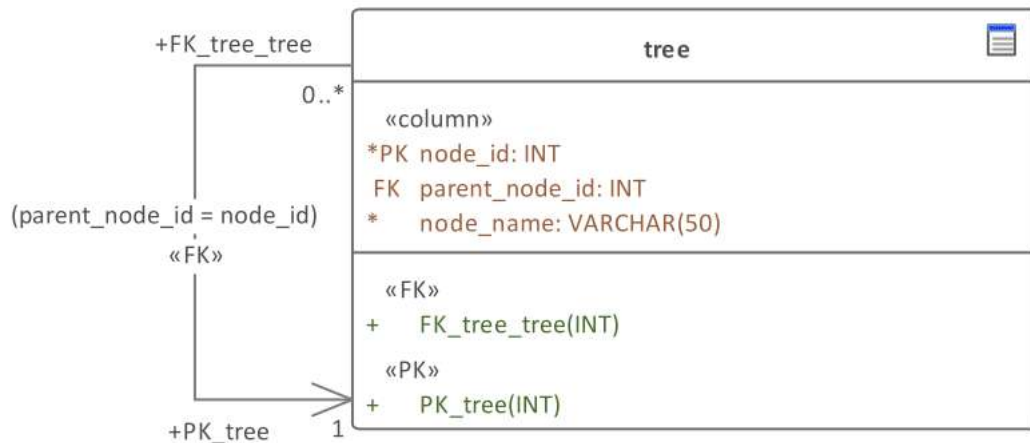 +FK_tree_tree
0..*
(parent_node_id = node_id)
«FK»
+PK_tree
1
tree
«column»
*PK node_id: INT
FK parent_node_id: INT
* node_name: VARCHAR(50)
«FK»
+ FK_tree_tree(INT)
«PK»
+ PK_tree(INT)